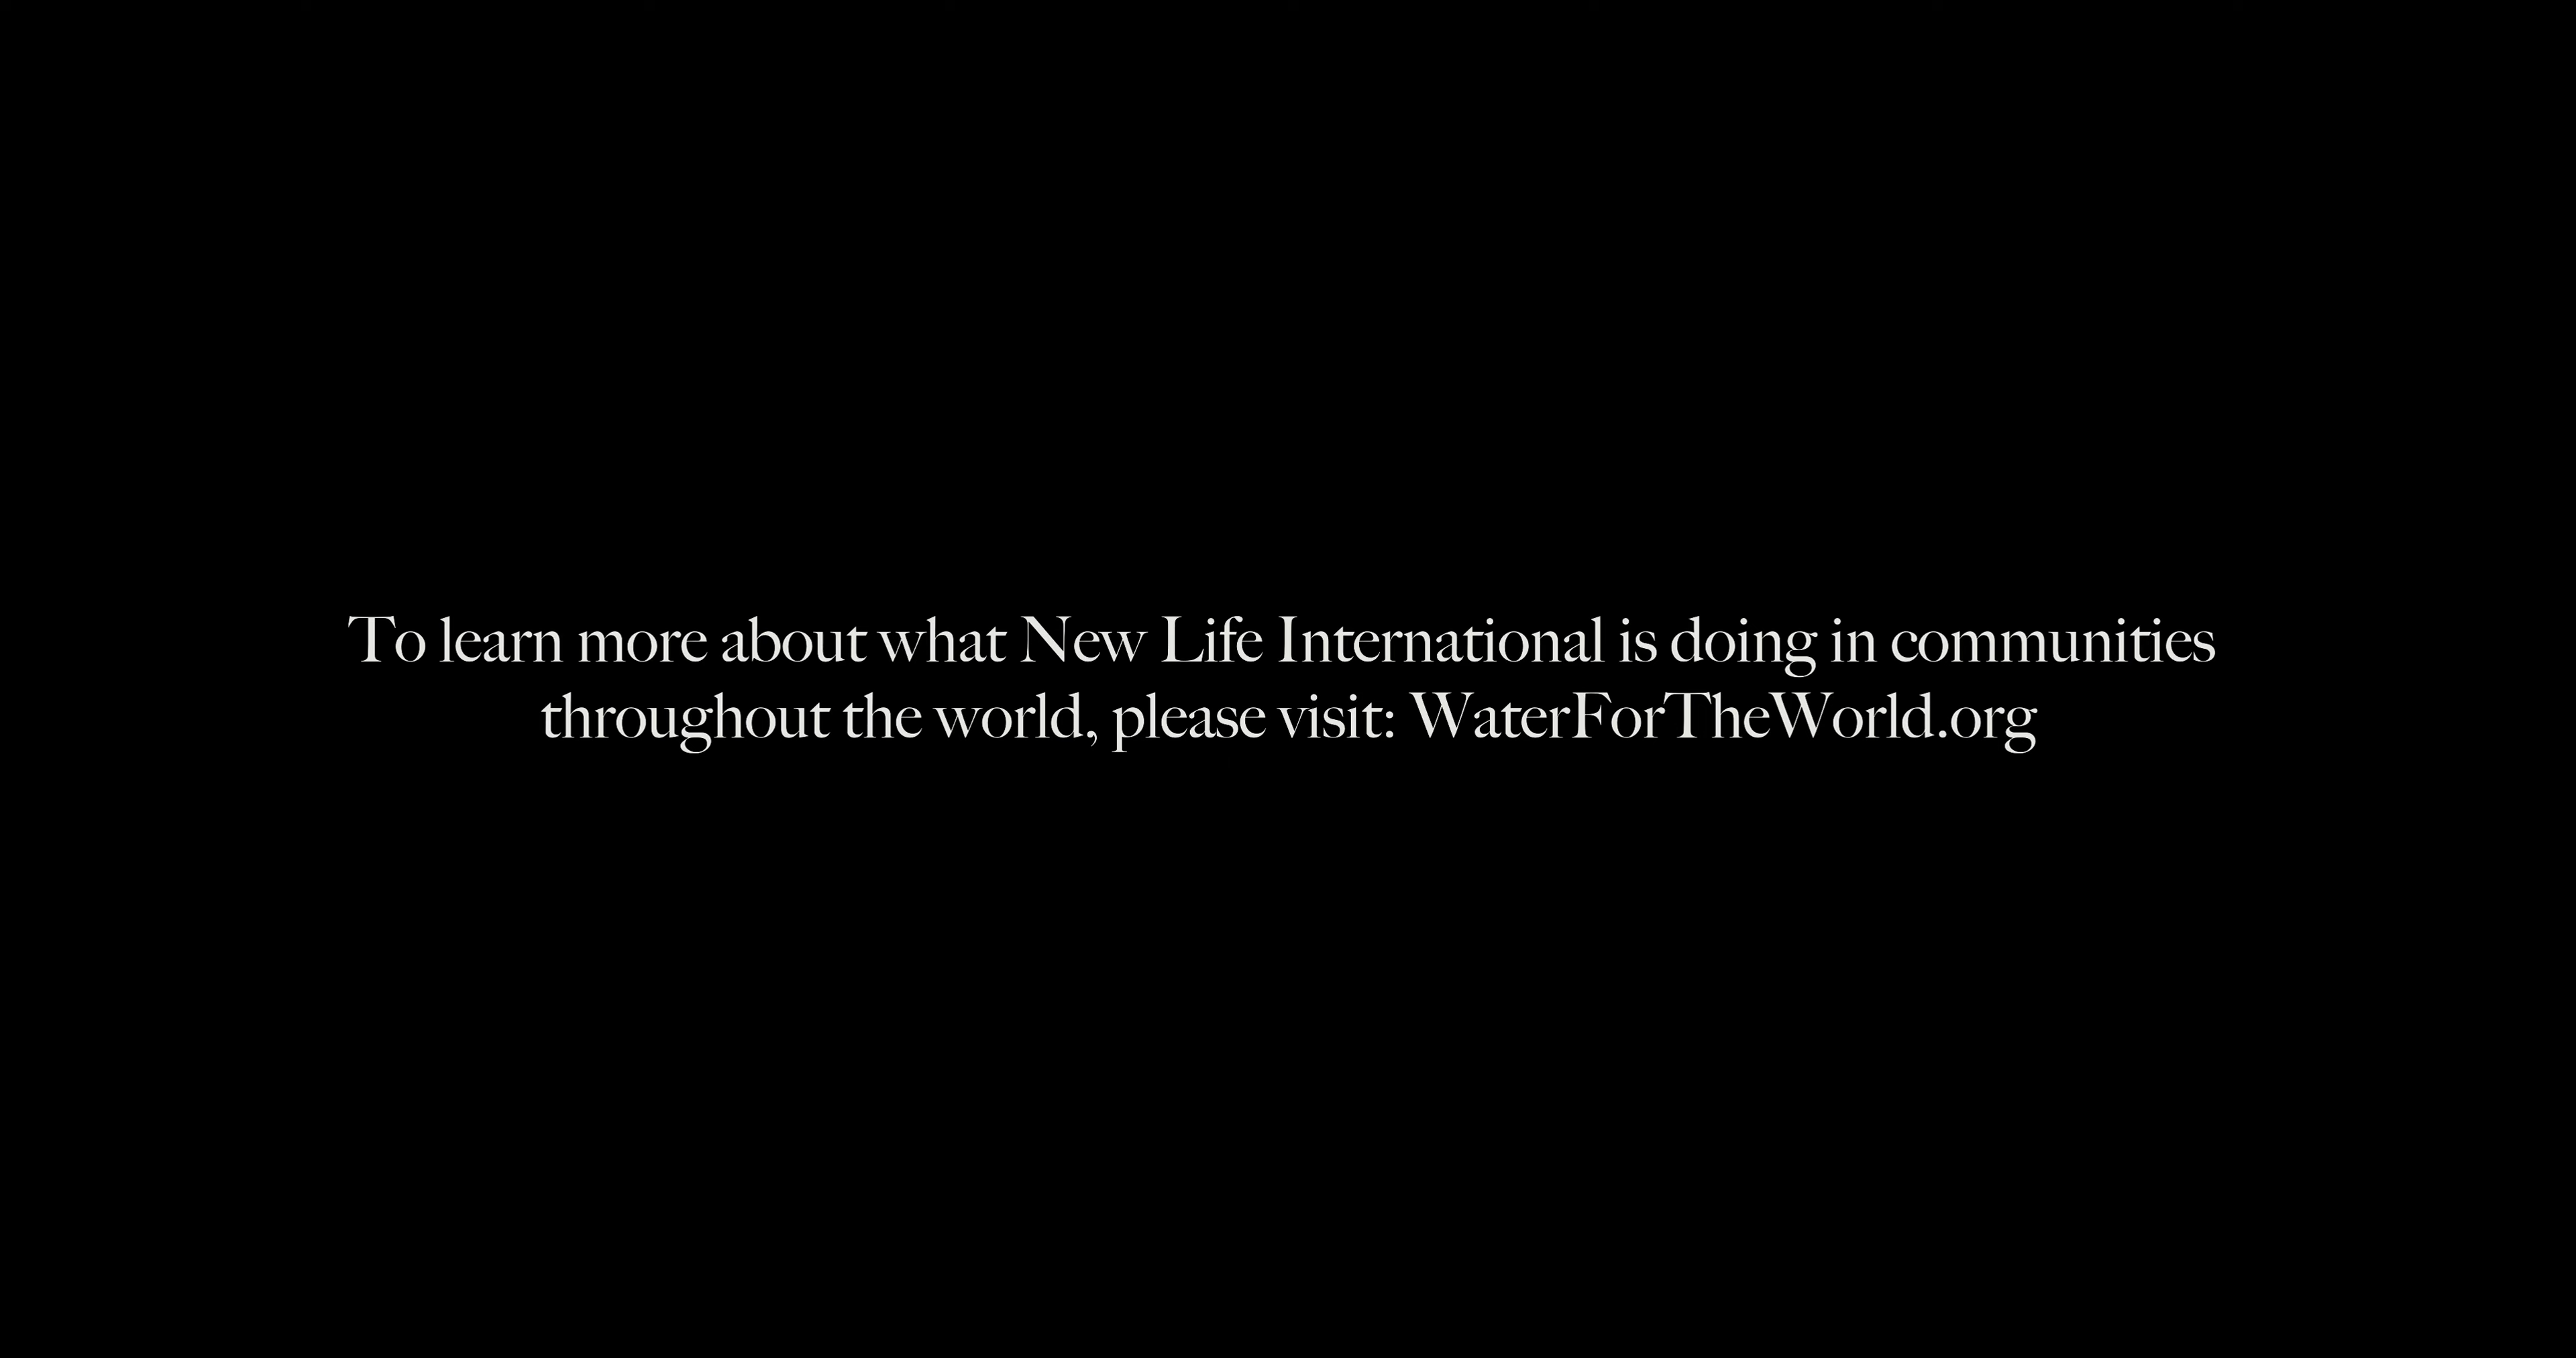 To learn more about what New Life International is doing in communities
throughout the world, please visit: WaterForTheWorld.org